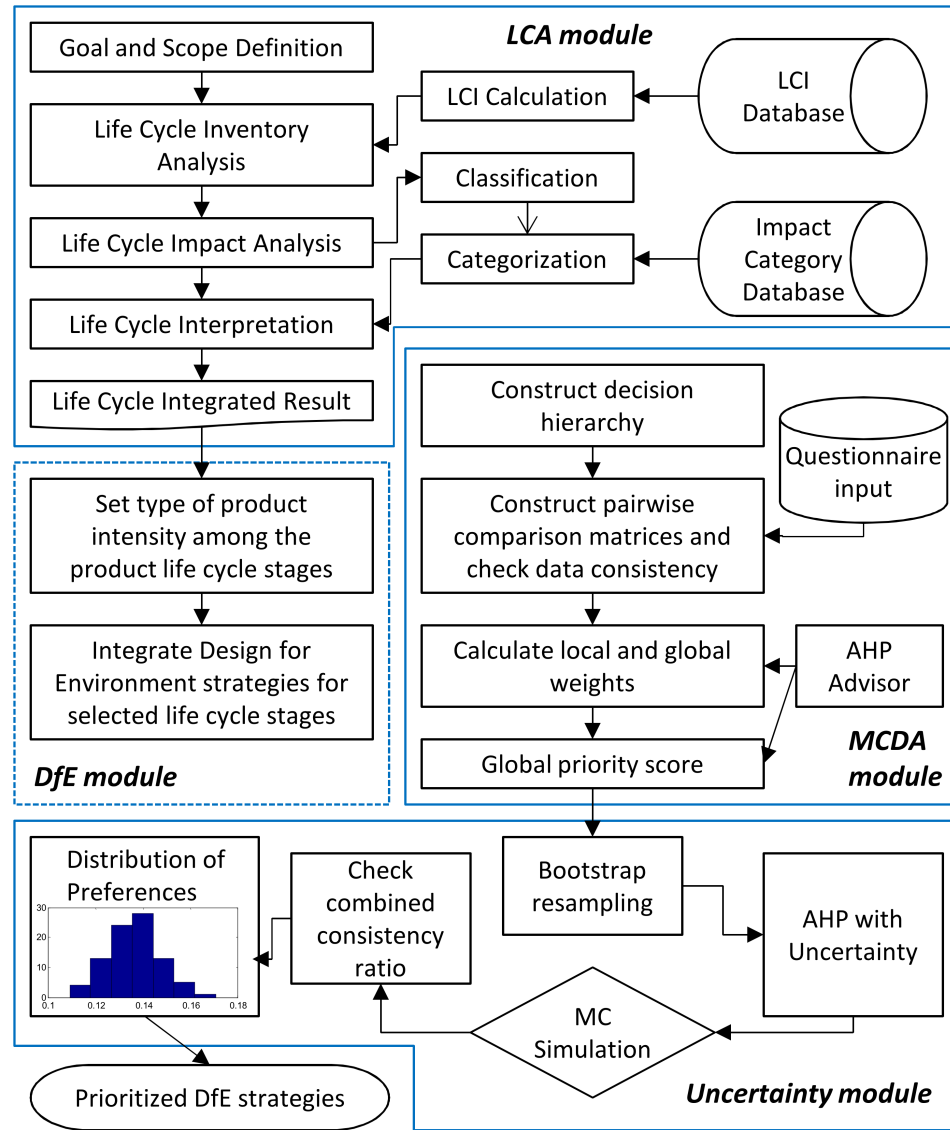 LCA module
Goal and Scope Definition
Life Cycle Inventory
Analysis
LCI Calculation
LCI
Database
Classification
Life Cycle Impact Analysis
Categorization
Impact
Category
Database
Life Cycle Interpretation
Life Cycle Integrated Result
Set type of product
intensity among the
product life cycle stages
Integrate Design for
Environment strategies for
selected life cycle stages
DfE module
Construct decision
hierarchy
Questionnaire
input
Construct pairwise
comparison matrices and
check data consistency
Calculate local and global
weights
AHP
Advisor
Global priority score
MCDA
module
Bootstrap
resampling
AHP with
Uncertainty
MC
Simulation
Check
combined
consistency
ratio
Distribution of
Preferences
30
20
10
0
0.1 0.12 0.14 0.16 0.18
Prioritized DfE strategies
Uncertainty module